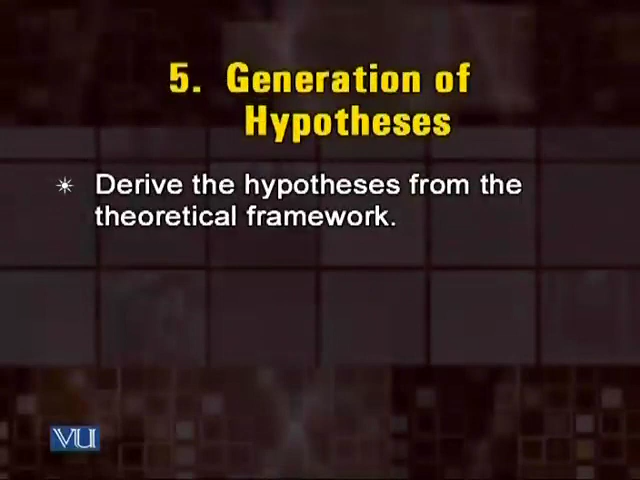 5. Generation of
Hypotheses
Derive the hypotheses from the
theoretical framework.
VU